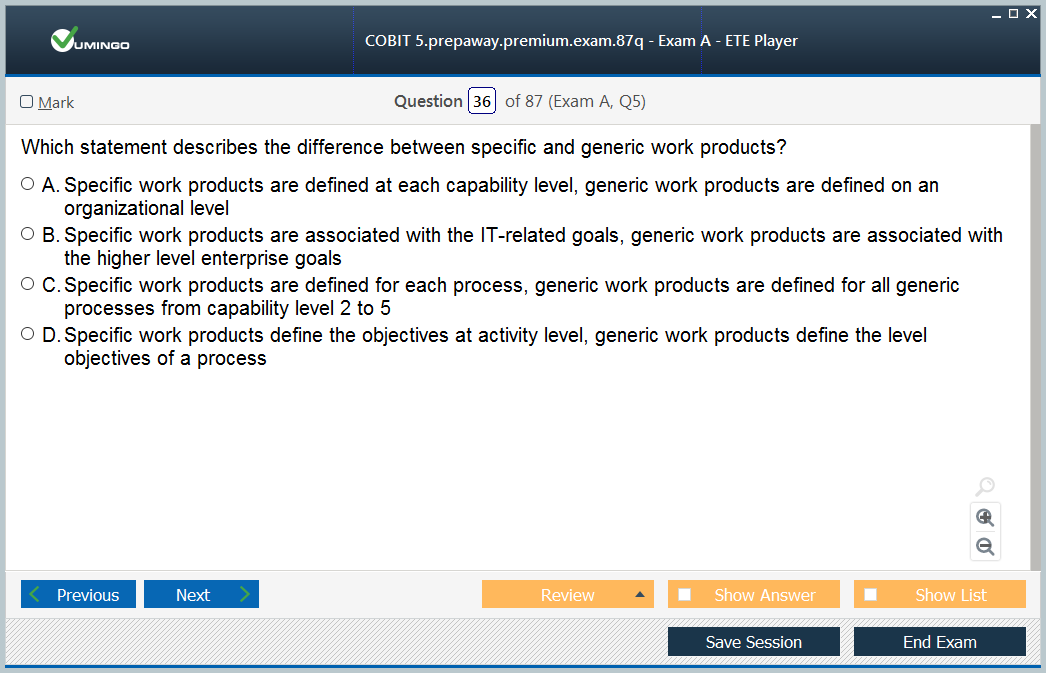 VUMINGO
COBIT 5.prepaway.premium.exam.87q - Exam A - ETE Player
Mark
Question 36 of 87 (Exam A, Q5)
Which statement describes the difference between specific and generic work products?
A. Specific work products are defined at each capability level, generic work products are defined on an
organizational level
B. Specific work products are associated with the IT-related goals, generic work products are associated with
the higher level enterprise goals
C. Specific work products are defined for each process, generic work products are defined for all generic
processes from capability level 2 to 5
D. Specific work products define the objectives at activity level, generic work products define the level
objectives of a process
Previous Next Review Show Answer Show List
Save Session End Exam